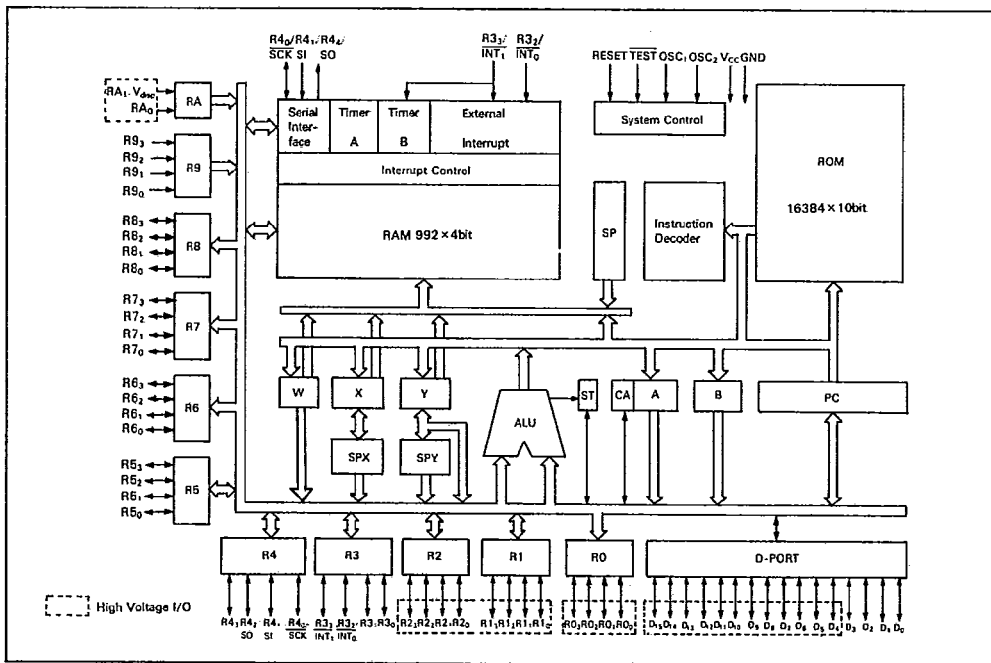 R4₀/ R4₁/ R4₂/
SCK SI SO
R3₃/ R3₂/
INT₁ INT₀
RESET TEST OSC₁ OSC₂ VCC GND
RA₁ · Vdisp
RA₀
RA
Serial Interface
Timer A
Timer B
External Interrupt
System Control
ROM
16384 × 10bit
Interrupt Control
RAM 992 × 4bit
SP
Instruction
Decoder
R9₃
R9₂
R9₁
R9₀
R9
R8₃
R8₂
R8₁
R8₀
R8
R7₃
R7₂
R7₁
R7₀
R7
R6₃
R6₂
R6₁
R6₀
R6
R5₃
R5₂
R6₁
R5₀
R5
W
X
Y
ALU
ST
CA
A
B
PC
SPX
SPY
R4
R3
R2
R1
R0
D-PORT
High Voltage I/O
R4₃ R4₂ R4₁ R4₀
SO SI SCK
R3₃ R3₂ R3₁ R3₀
INT₁ INT₀
R2₃ R2₂ R2₁ R2₀
R1₃ R1₂ R1₁ R1₀
R0₃ R0₂ R0₁ R0₀
D₁₅ D₁₄ D₁₃ D₁₂ D₁₁ D₁₀ D₉ D₈ D₇ D₆ D₅ D₄ D₃ D₂ D₁ D₀